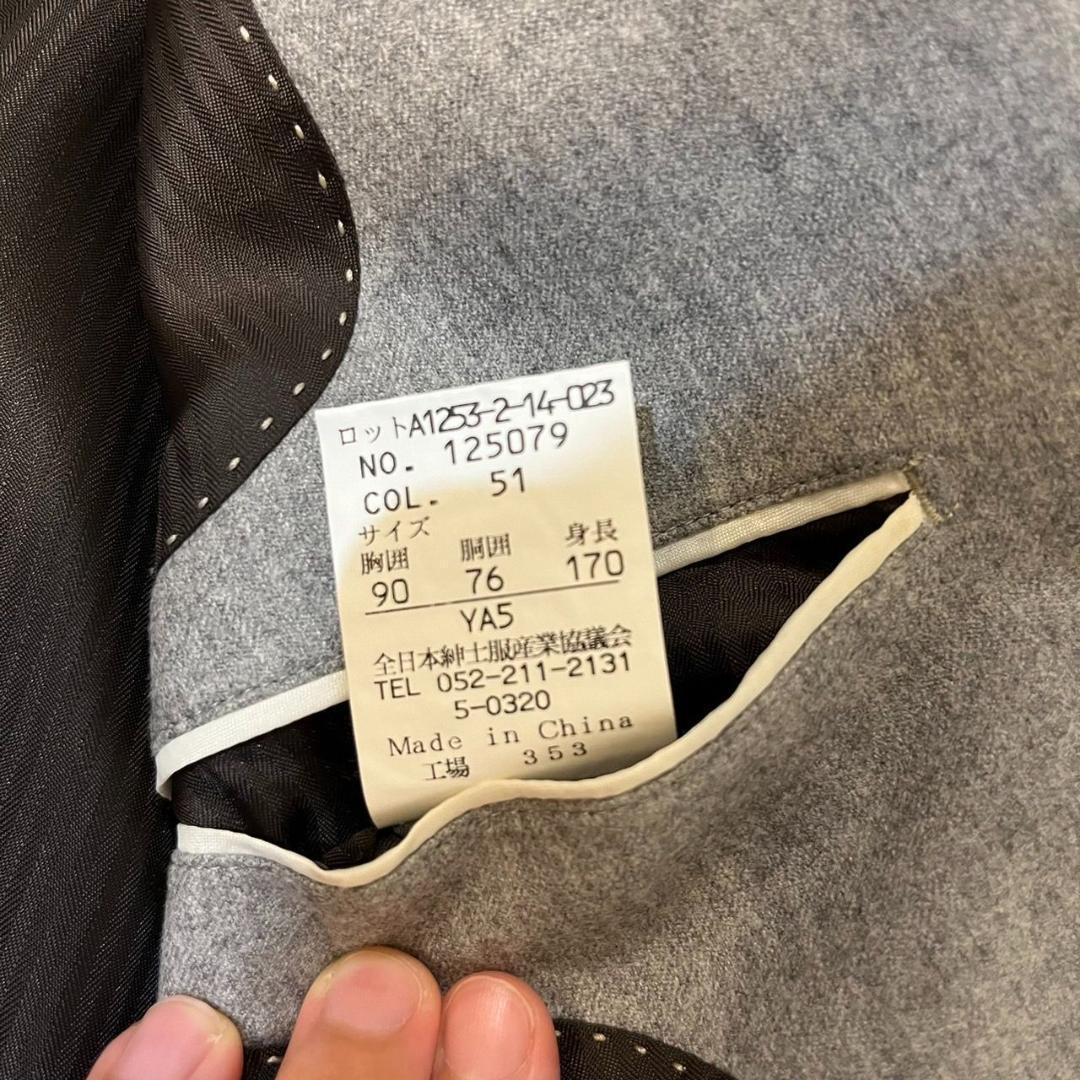 ロットA1253-2-14-023
NO. 125079
COL. 51
サイズ
胸囲 胴囲 身長
90 76 170
YA5
全日本紳士服産業協議会
TEL 052-211-2131
5-0320
Made in China
工場 353